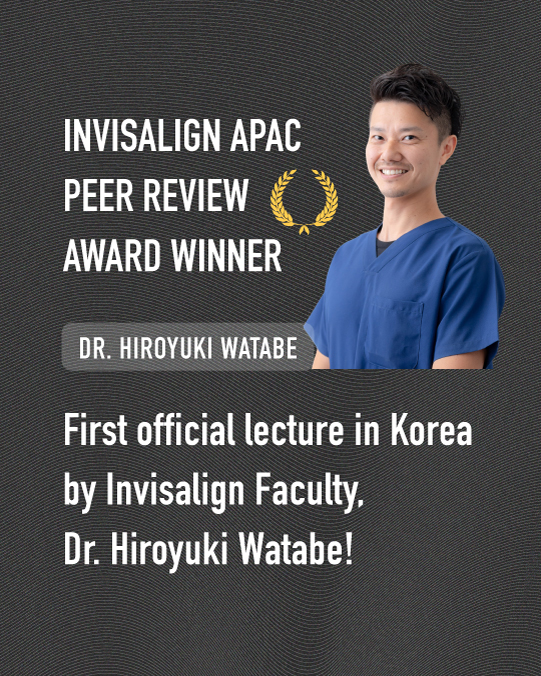 INVISALIGN APAC
PEER REVIEW
AWARD WINNER
DR. HIROYUKI WATABE
First official lecture in Korea
by Invisalign Faculty,
Dr. Hiroyuki Watabe!